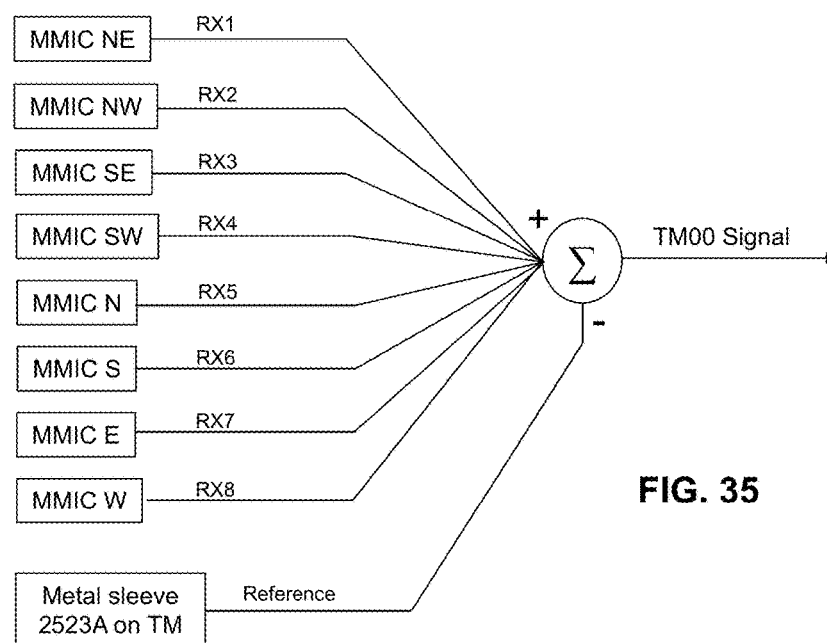 MMIC NE RX1
MMIC NW RX2
MMIC SE RX3
MMIC SW RX4
+
Σ
TM00 Signal
MMIC N RX5
-
MMIC S RX6
MMIC E RX7
MMIC W RX8
FIG. 35
Metal sleeve
2523A on TM
Reference